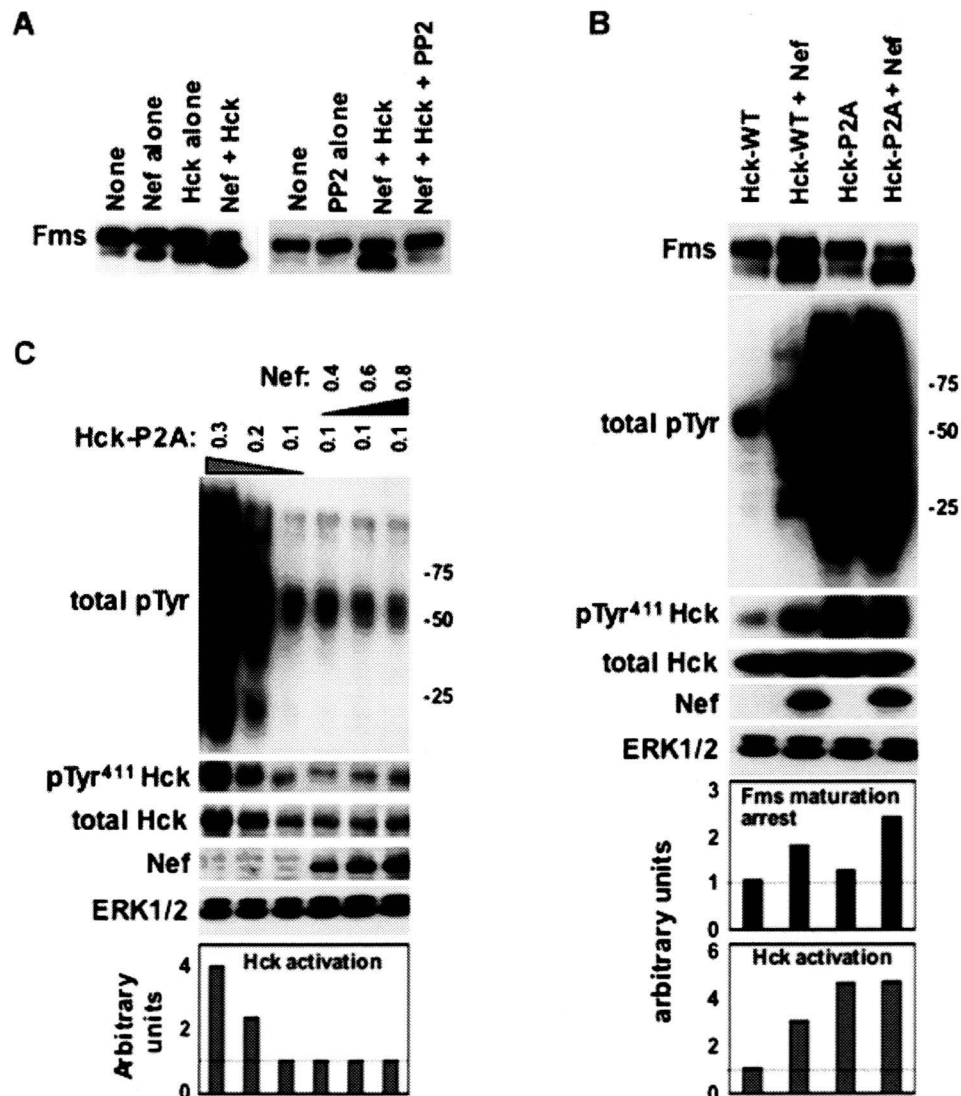 A
None
Nef alone
Hck alone
Nef + Hck
None
PP2 alone
Nef + Hck
Nef + Hck + PP2
Fms
B
Hck-WT
Hck-WT + Nef
Hck-P2A
Hck-P2A + Nef
Fms
total pTyr
-75
-50
-25
pTyr⁴¹¹ Hck
total Hck
Nef
ERK1/2
3
2
1
0
Fms maturation
arrest
6
4
2
0
Hck activation
arbitrary units
C
Nef: 0.4 0.6 0.8
Hck-P2A: 0.3 0.2 0.1 0.1 0.1 0.1
total pTyr
-75
-50
-25
pTyr⁴¹¹ Hck
total Hck
Nef
ERK1/2
Hck activation
4
2
0
Arbitrary
units